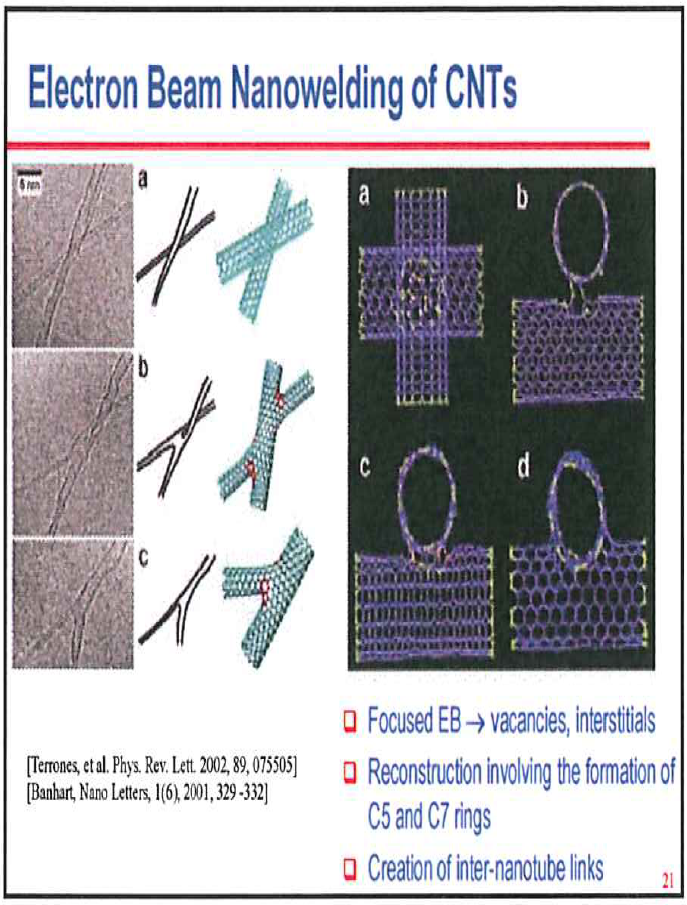 Electron Beam Nanowelding of CNTs
5 nm
a
b
c
a
b
c
d
[Terrones, et al. Phys. Rev. Lett. 2002, 89, 075505]
[Banhart, Nano Letters, 1(6), 2001, 329-332]
Focused EB → vacancies, interstitials
Reconstruction involving the formation of
C5 and C7 rings
Creation of inter-nanotube links
21